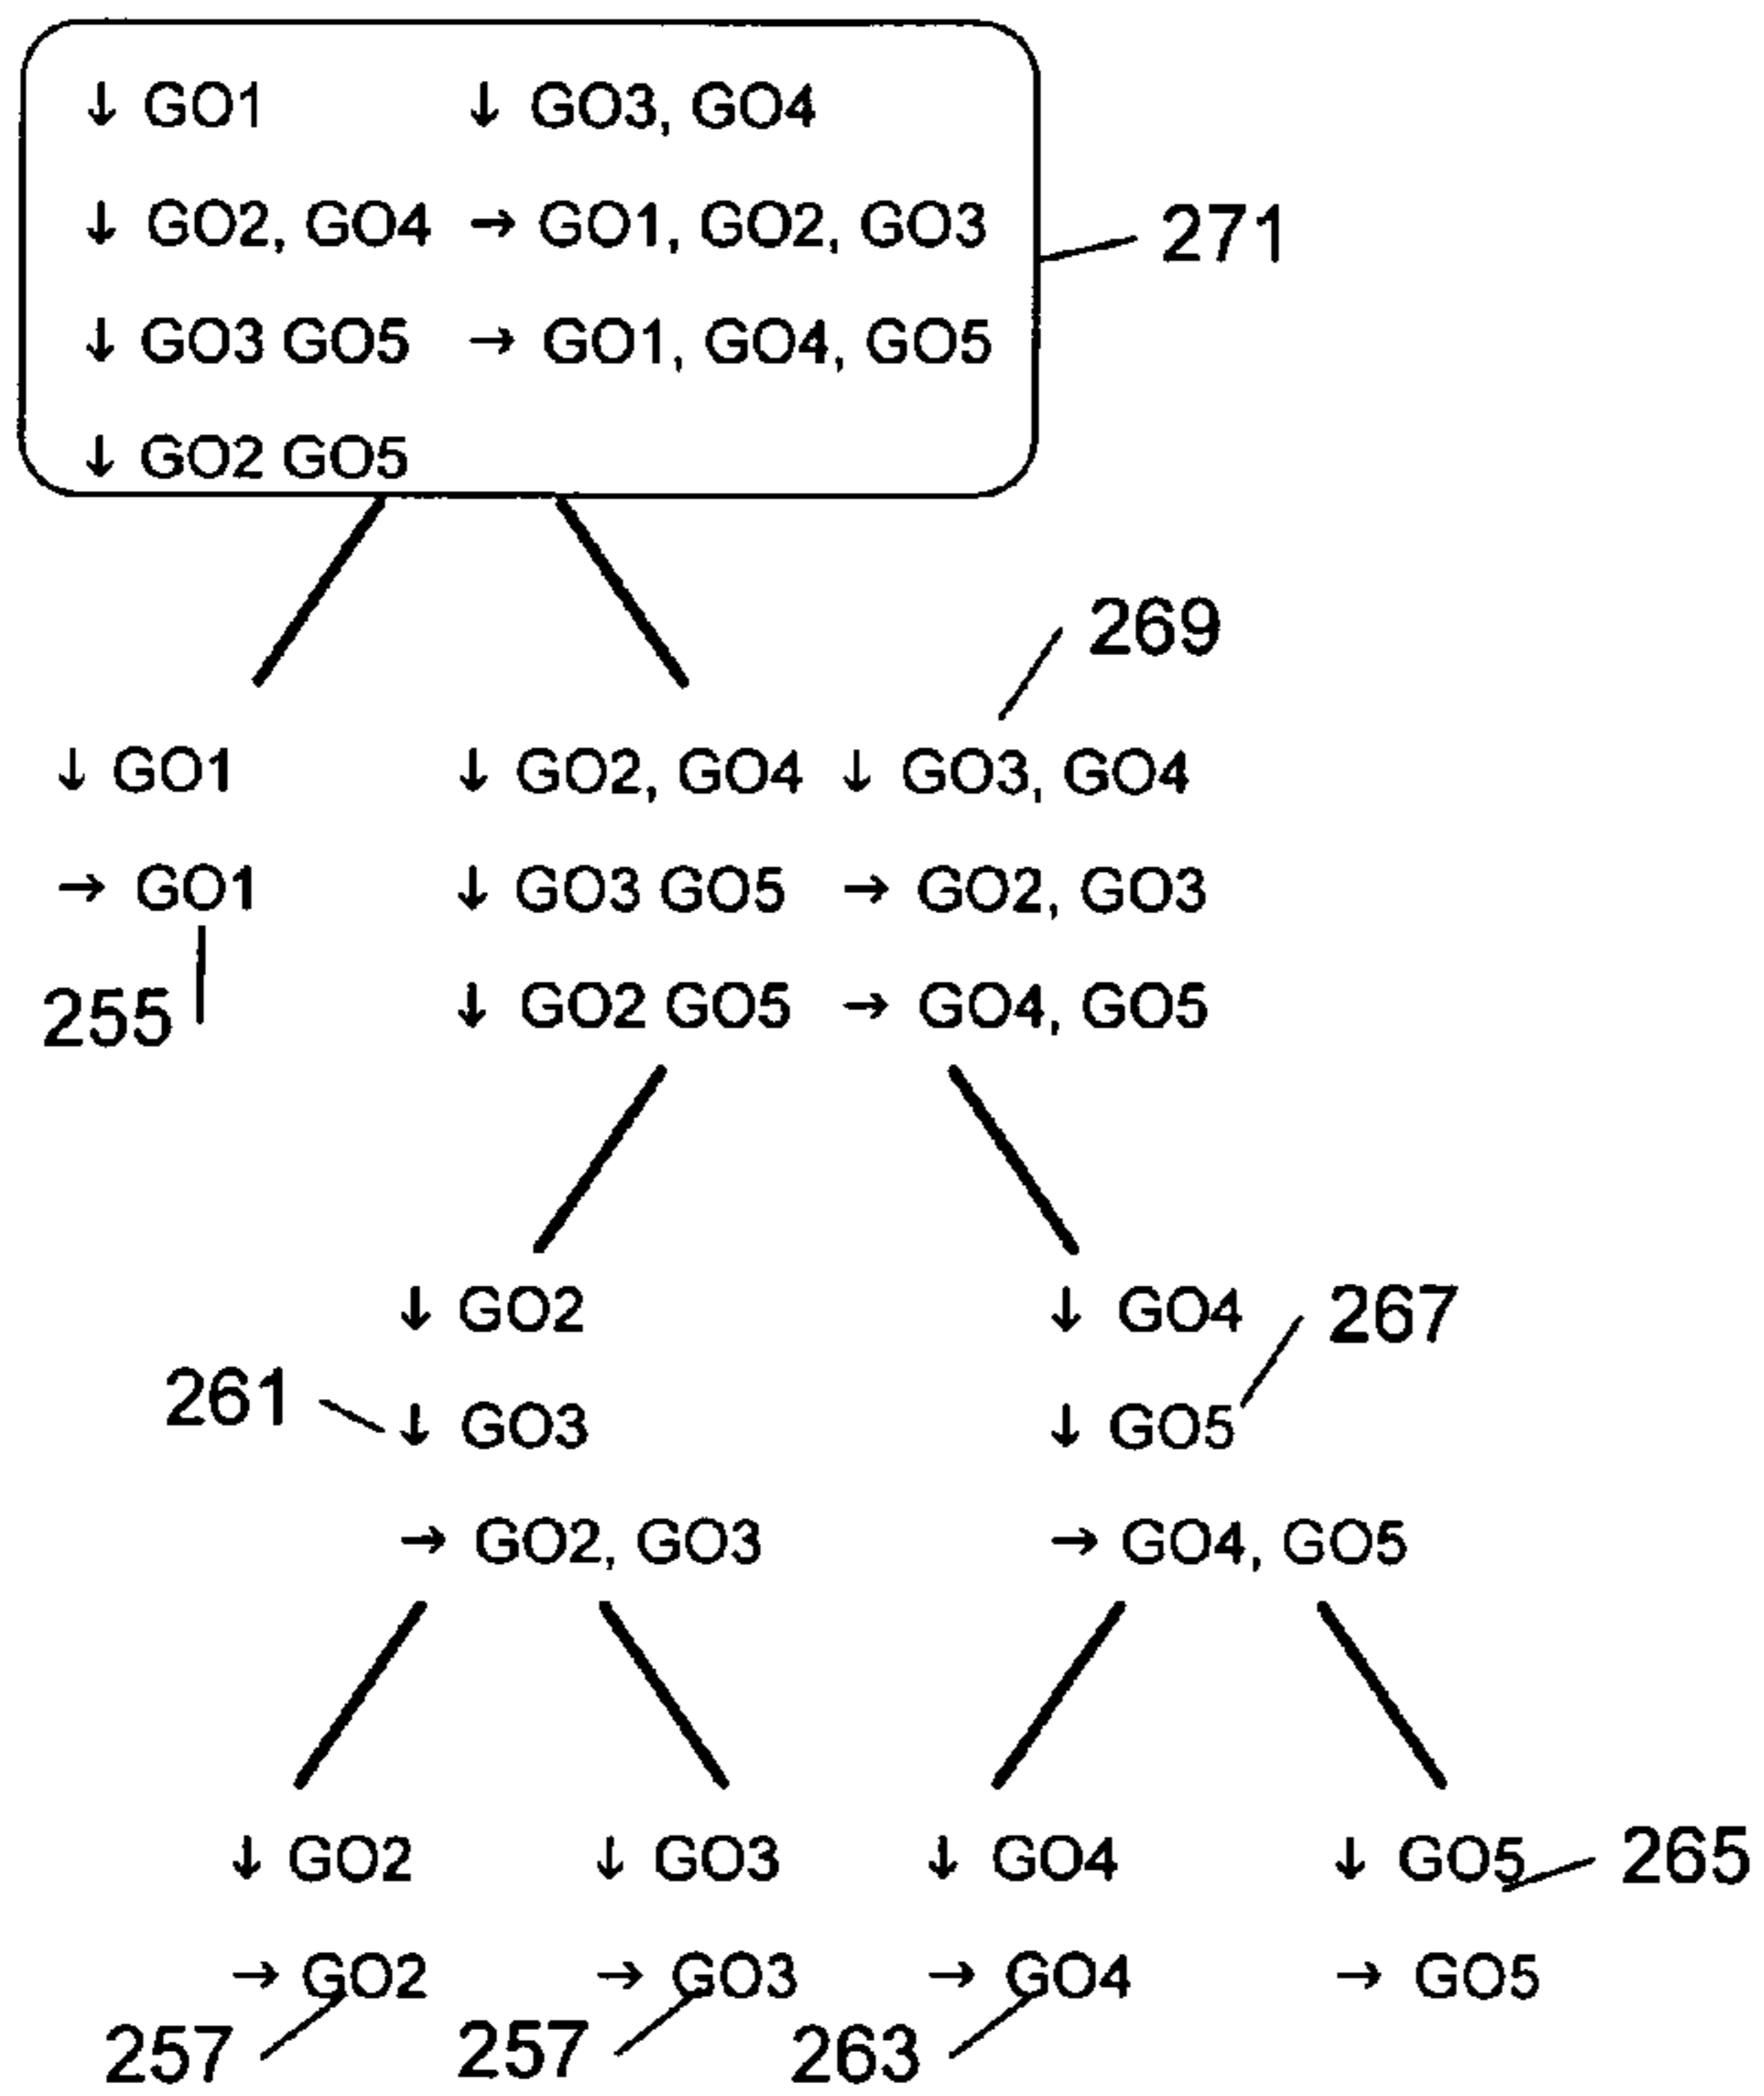 ↓ GO1 ↓ GO3, GO4
↓ GO2, GO4 → GO1, GO2, GO3
271
↓ GO3 GO5 → GO1, GO4, GO5
↓ GO2 GO5
269
↓ GO1 ↓ GO2, GO4 ↓ GO3, GO4
→ GO1 ↓ GO3 GO5 → GO2, GO3
255 ↓ GO2 GO5 → GO4, GO5
↓ GO2 ↓ GO4 267
261 ↓ GO3 ↓ GO5
→ GO2, GO3 → GO4, GO5
↓ GO2 ↓ GO3 ↓ GO4 ↓ GO5 265
→ GO2 → GO3 → GO4 → GO5
257 257 263